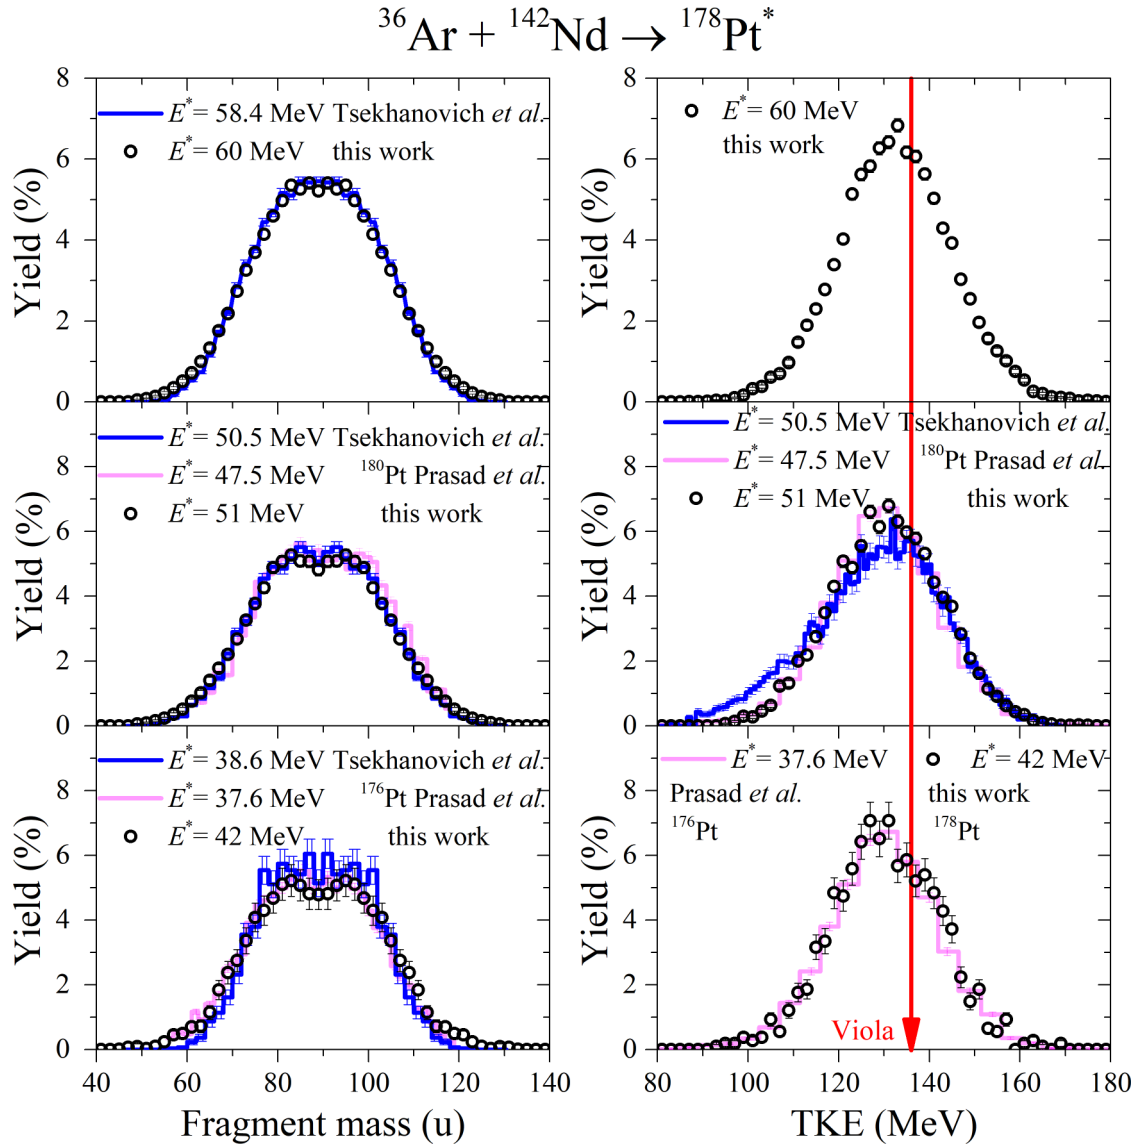 ³⁶Ar + ¹⁴²Nd → ¹⁷⁸Pt*
8
6
4
2
0
Yield (%)
E* = 58.4 MeV Tsekhanovich et al.
E* = 60 MeV this work
8
6
4
2
0
Yield (%)
E* = 60 MeV
this work
8
6
4
2
0
Yield (%)
E* = 50.5 MeV Tsekhanovich et al.
E* = 47.5 MeV ¹⁸⁰Pt Prasad et al.
E* = 51 MeV this work
8
6
4
2
0
Yield (%)
E* = 50.5 MeV Tsekhanovich et al.
E* = 47.5 MeV ¹⁸⁰Pt Prasad et al.
E* = 51 MeV this work
8
6
4
2
0
Yield (%)
E* = 38.6 MeV Tsekhanovich et al.
E* = 37.6 MeV ¹⁷⁶Pt Prasad et al.
E* = 42 MeV this work
40 60 80 100 120 140
Fragment mass (u)
8
6
4
2
0
Yield (%)
E* = 37.6 MeV
Prasad et al.
¹⁷⁶Pt
E* = 42 MeV
this work
¹⁷⁸Pt
Viola
80 100 120 140 160 180
TKE (MeV)